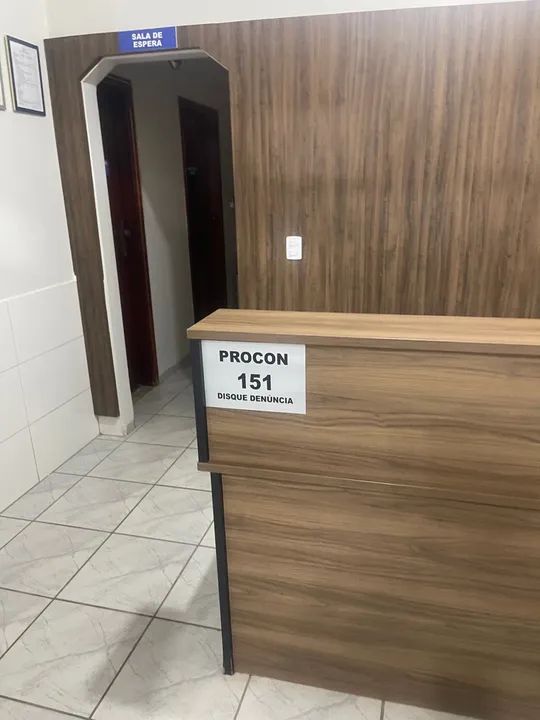 SALA DE
ESPERA
PROCON
151
DISQUE DENÚNCIA